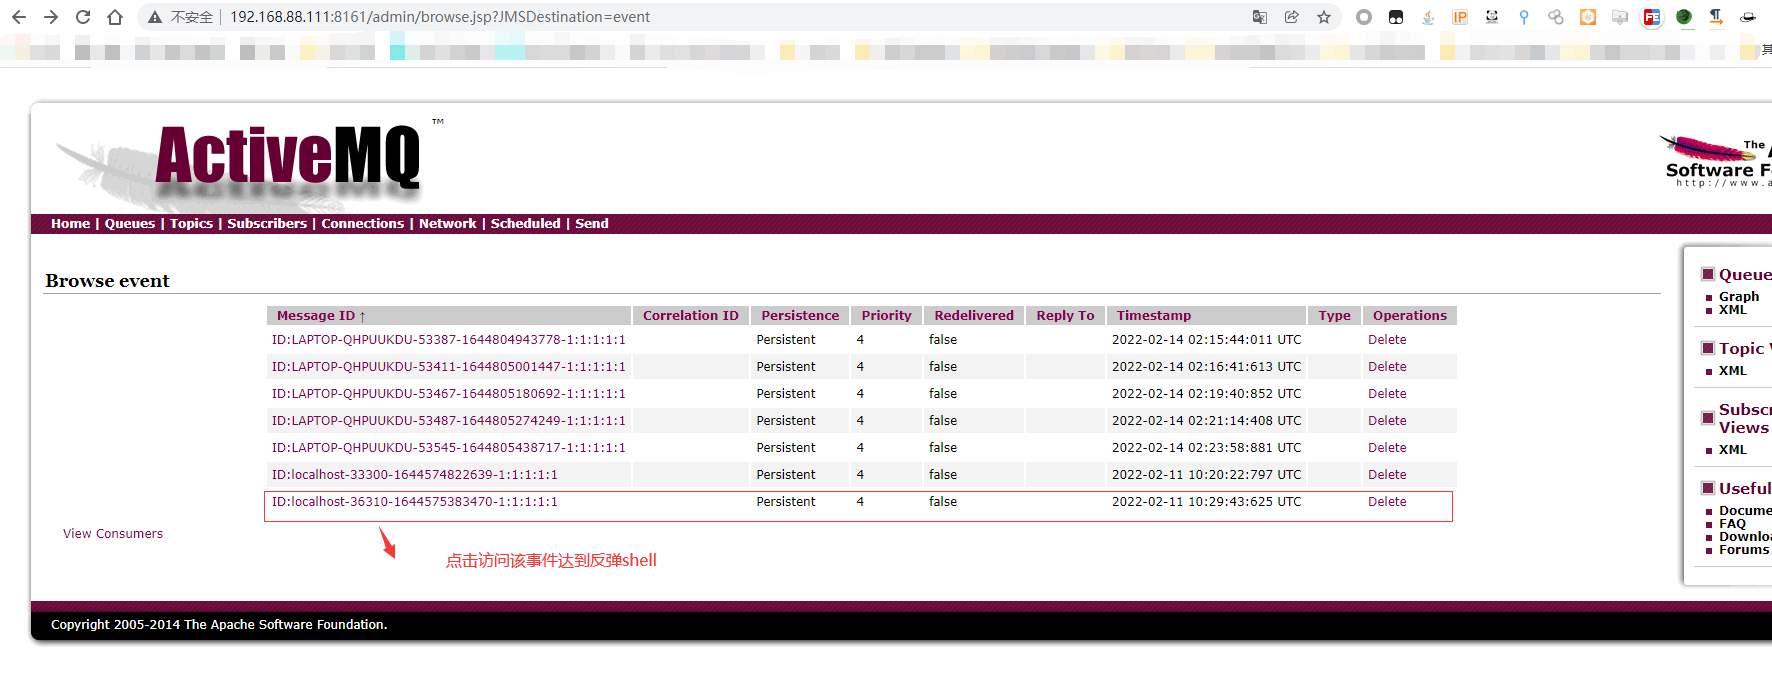 不安全 192.168.88.111:8161/admin/browse.jsp?JMSDestination=event
IP
FE
ActiveMQ ™
The
Software
http://www.a
Home | Queues | Topics | Subscribers | Connections | Network | Scheduled | Send
Browse event
Message ID ↑ Correlation ID Persistence Priority Redelivered Reply To Timestamp Type Operations
ID:LAPTOP-QHPUUKDU-53387-1644804943778-1:1:1:1:1 Persistent 4 false 2022-02-14 02:15:44:011 UTC Delete
ID:LAPTOP-QHPUUKDU-53411-1644805001447-1:1:1:1:1 Persistent 4 false 2022-02-14 02:16:41:613 UTC Delete
ID:LAPTOP-QHPUUKDU-53467-1644805180692-1:1:1:1:1 Persistent 4 false 2022-02-14 02:19:40:852 UTC Delete
ID:LAPTOP-QHPUUKDU-53487-1644805274249-1:1:1:1:1 Persistent 4 false 2022-02-14 02:21:14:408 UTC Delete
ID:LAPTOP-QHPUUKDU-53545-1644805438717-1:1:1:1:1 Persistent 4 false 2022-02-14 02:23:58:881 UTC Delete
ID:localhost-33300-1644574822639-1:1:1:1:1 Persistent 4 false 2022-02-11 10:20:22:797 UTC Delete
ID:localhost-36310-1644575383470-1:1:1:1:1 Persistent 4 false 2022-02-11 10:29:43:625 UTC Delete
View Consumers
点击访问该事件达到反弹shell
Queue
Graph
XML
Topic
XML
Subsc
Views
XML
Useful
Docume
FAQ
Downloa
Forums
Copyright 2005-2014 The Apache Software Foundation.